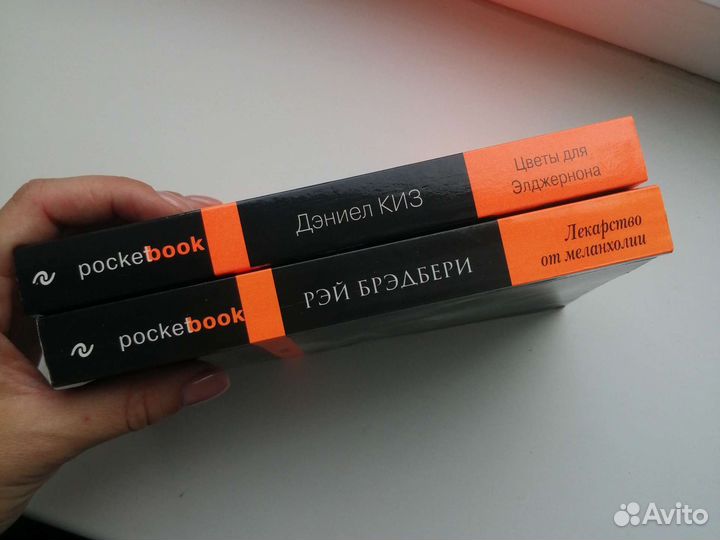 pocketbook
Дэниел КИЗ
Цветы для
Элджернона
pocketbook
РЭЙ БРЭДБЕРИ
Лекарство
от меланхолии
Avito